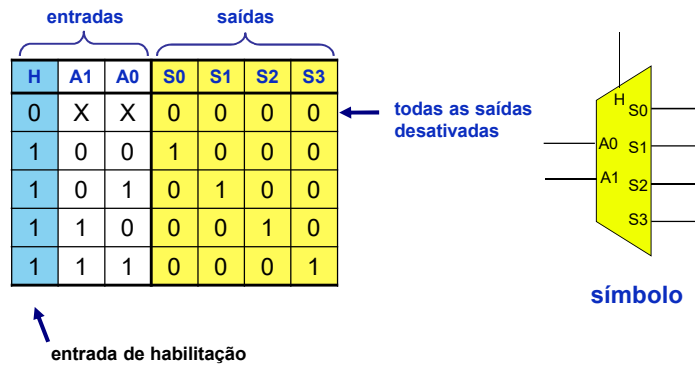 entradas saídas
H A1 A0 S0 S1 S2 S3
0 X X 0 0 0 0
1 0 0 1 0 0 0
1 0 1 0 1 0 0
1 1 0 0 0 1 0
1 1 1 0 0 0 1
todas as saídas
desativadas
entrada de habilitação
H
S0
A0 S1
A1 S2
S3
símbolo